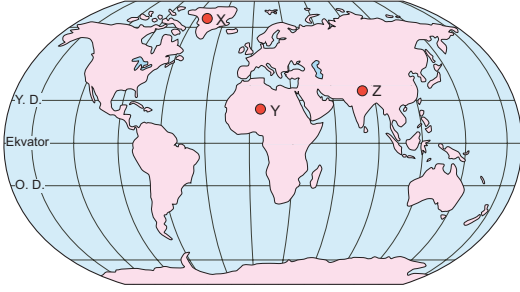 X
Z
Y. D.
Y
Ekvator
O. D.